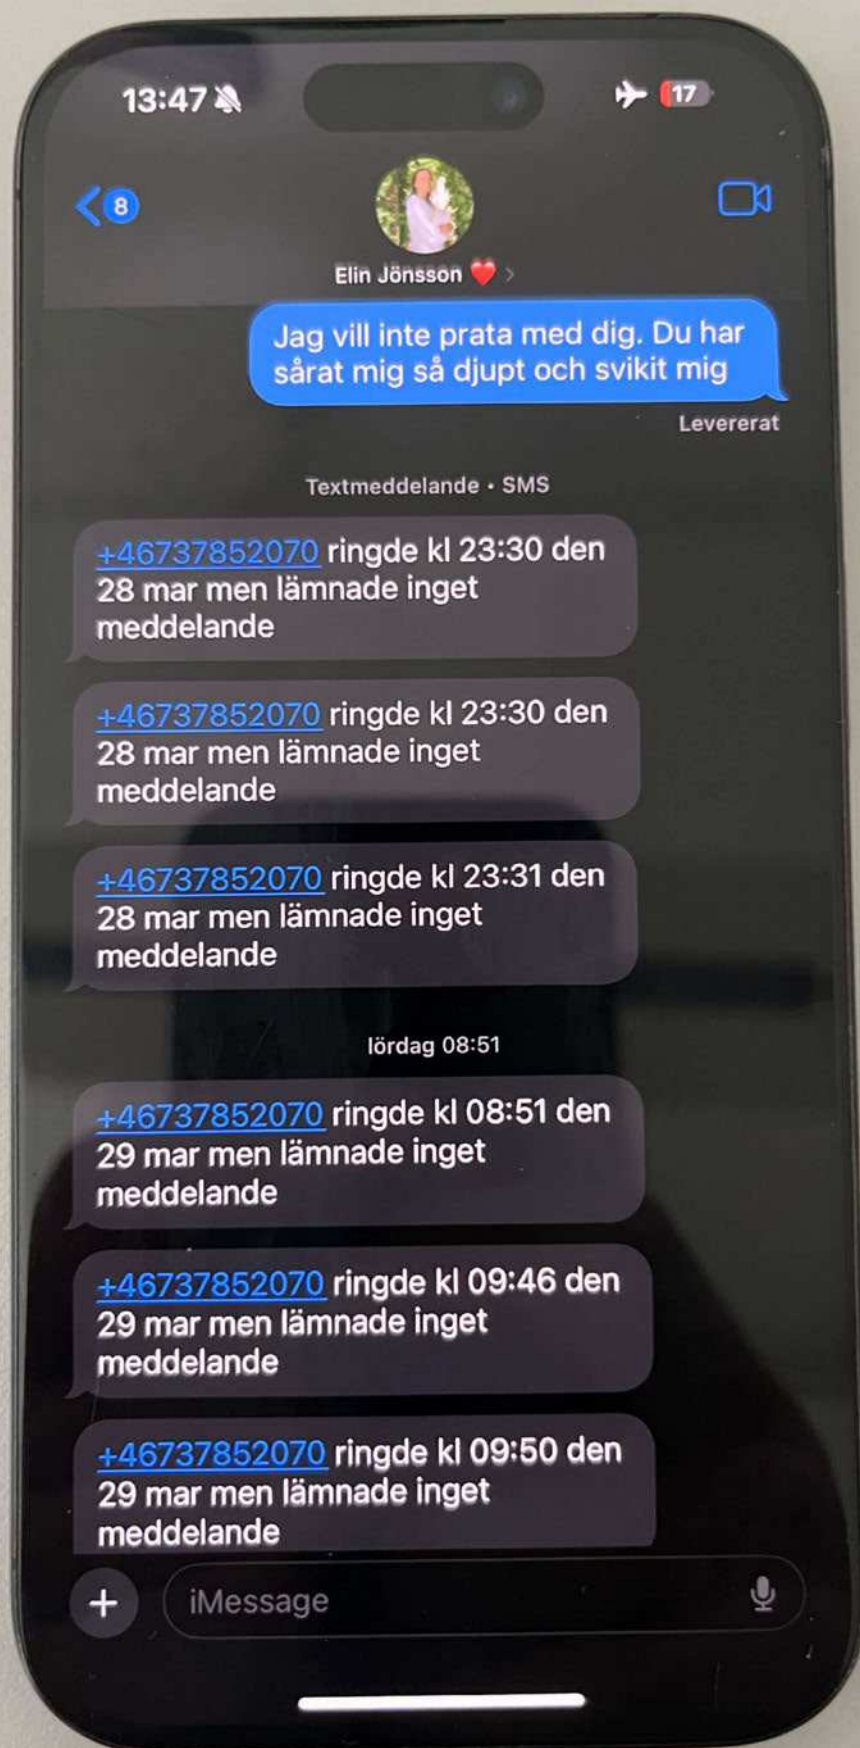 13:47
17
8
Elin Jönsson ❤️ >
Jag vill inte prata med dig. Du har
sårat mig så djupt och svikit mig
Levererat
Textmeddelande • SMS
+46737852070 ringde kl 23:30 den
28 mar men lämnade inget
meddelande
+46737852070 ringde kl 23:30 den
28 mar men lämnade inget
meddelande
+46737852070 ringde kl 23:31 den
28 mar men lämnade inget
meddelande
lördag 08:51
+46737852070 ringde kl 08:51 den
29 mar men lämnade inget
meddelande
+46737852070 ringde kl 09:46 den
29 mar men lämnade inget
meddelande
+46737852070 ringde kl 09:50 den
29 mar men lämnade inget
meddelande
iMessage